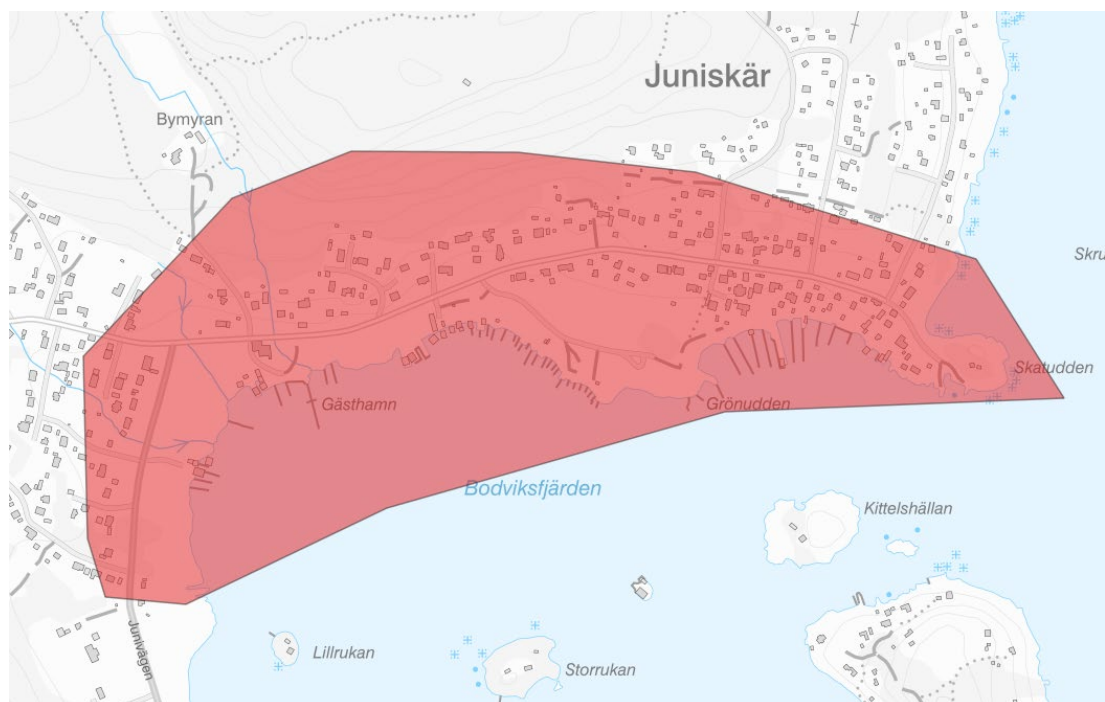 Juniskär
Bymyran
Skru
Skatudden
Gästhamn
Grönudden
Bodviksfjärden
Kittelshällan
Junivägen
Lillrukan
Storrukan